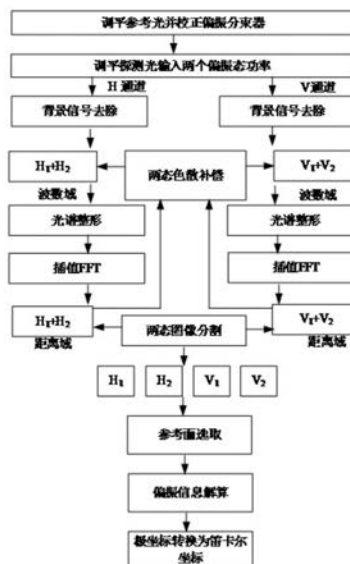 调平参考光并校正偏振分束器
调平探测光输入两个偏振态功率
H 通道
V 通道
背景信号去除
背景信号去除
H₁+H₂
两态色散补偿
V₁+V₂
波数域
波数域
光谱整形
光谱整形
插值FFT
插值FFT
H₁+H₂
两态图像分割
V₁+V₂
距离域
距离域
H₁
H₂
V₁
V₂
参考面选取
偏振信息解算
极坐标转换为笛卡尔
坐标